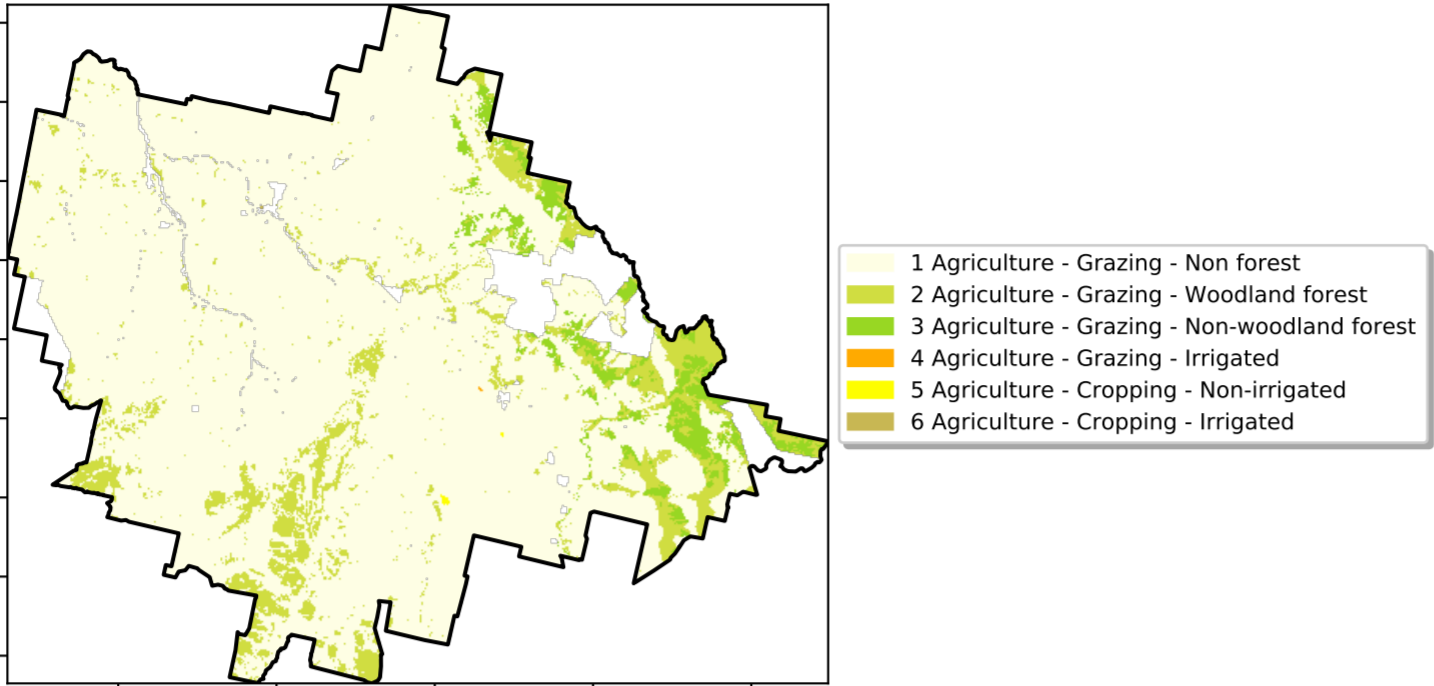 1 Agriculture - Grazing - Non forest
2 Agriculture - Grazing - Woodland forest
3 Agriculture - Grazing - Non-woodland forest
4 Agriculture - Grazing - Irrigated
5 Agriculture - Cropping - Non-irrigated
6 Agriculture - Cropping - Irrigated